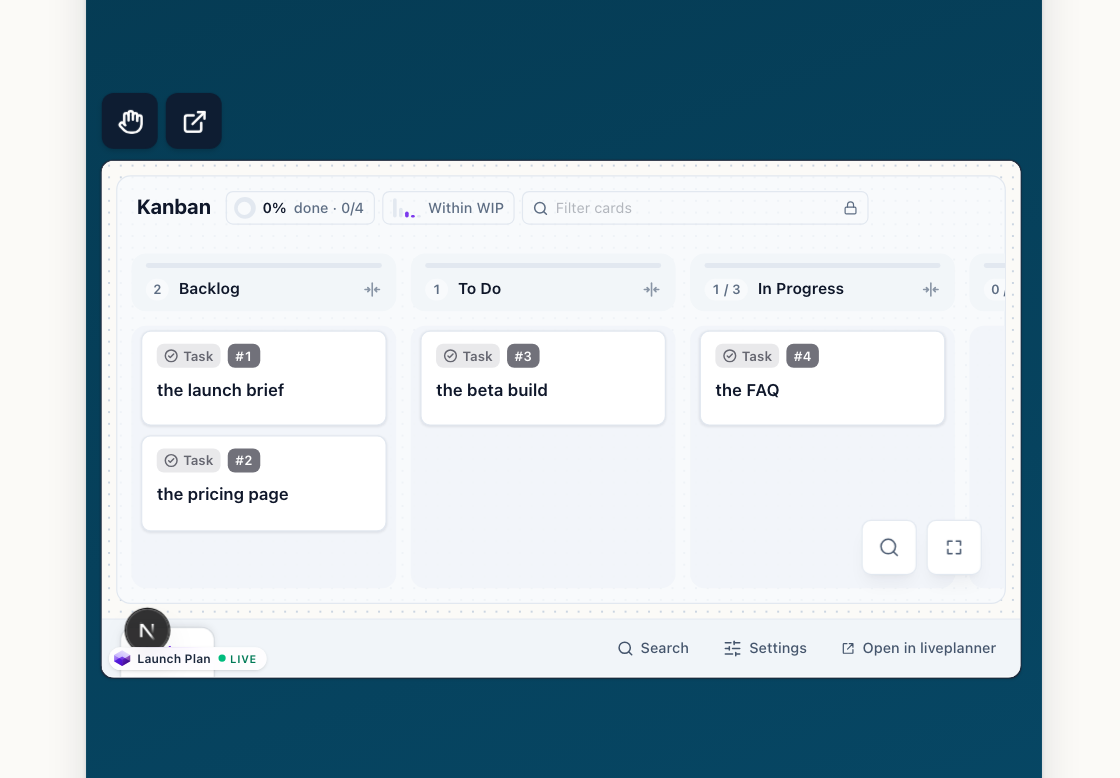 Kanban
0% done · 0/4
Within WIP
Filter cards
2 Backlog
1 To Do
1 / 3 In Progress
0 /
Task #1
the launch brief
Task #2
the pricing page
Task #3
the beta build
Task #4
the FAQ
N
Launch Plan LIVE
Search
Settings
Open in liveplanner